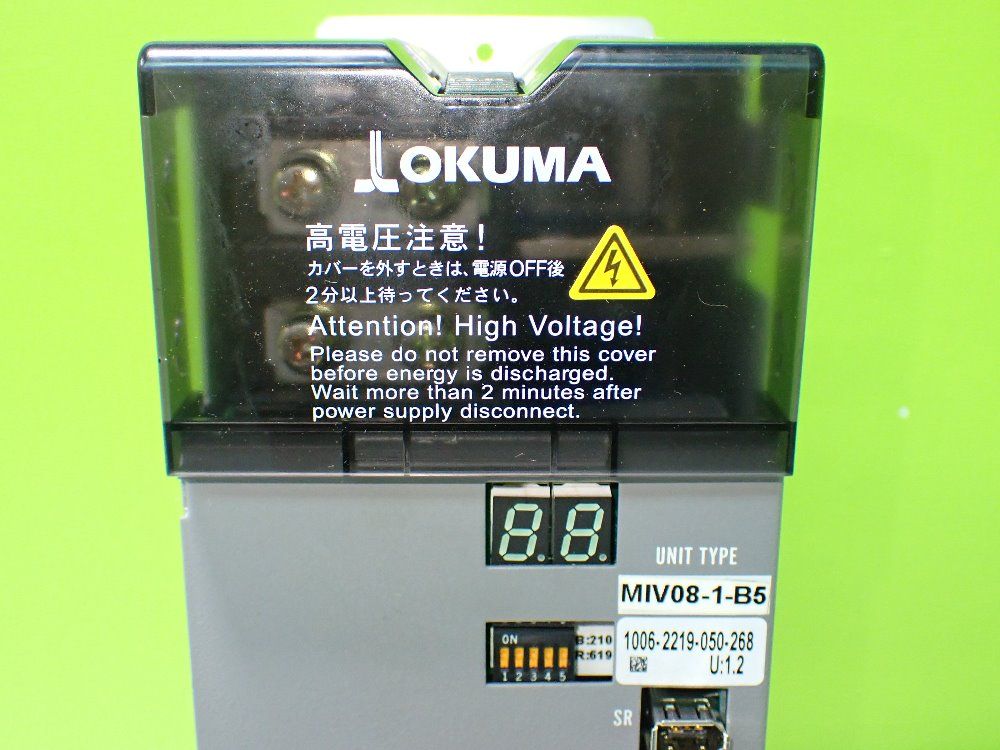 OKUMA
高電圧注意!
カバーを外すときは、電源OFF後
2分以上待ってください。
Attention! High Voltage!
Please do not remove this cover
before energy is discharged.
Wait more than 2 minutes after
power supply disconnect.
8.8.
UNIT TYPE
MIV08-1-B5
ON
1 2 3 4 5
B:210
R:619
1006-2219-050-268
U:1.2
SR